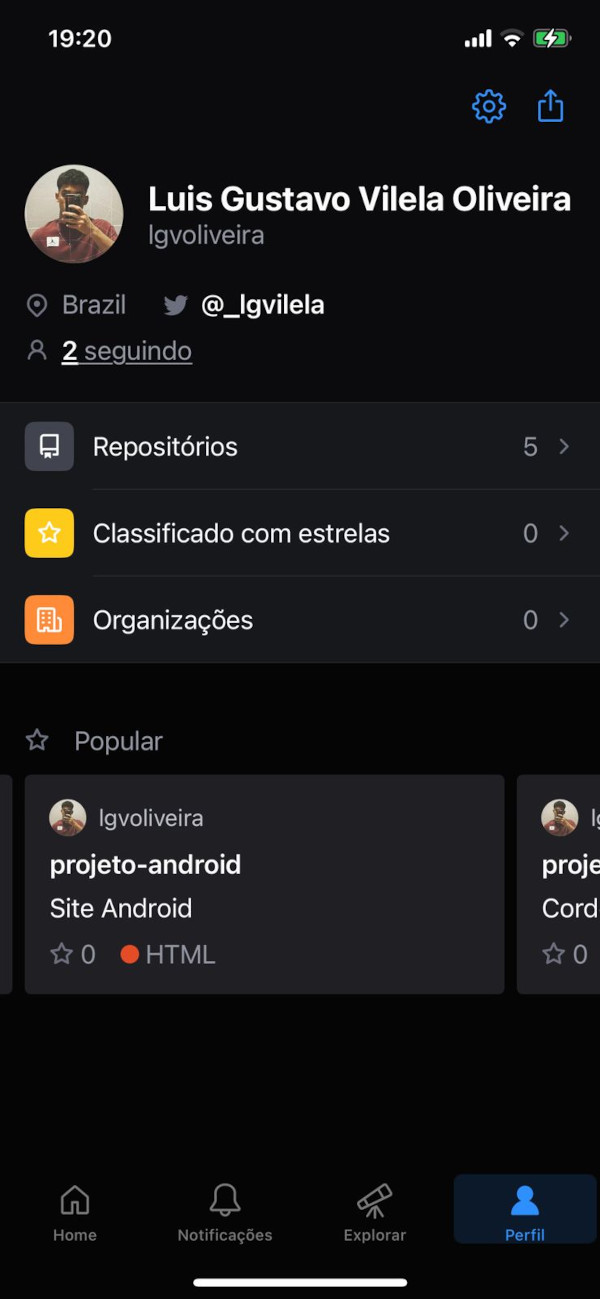 19:20
Luis Gustavo Vilela Oliveira
lgvoliveira
Brazil @_lgvilela
2 seguindo
Repositórios 5
Classificado com estrelas 0
Organizações 0
Popular
lgvoliveira
projeto-android
Site Android
0 HTML
lg
proje
Cord
0
Home Notificações Explorar Perfil